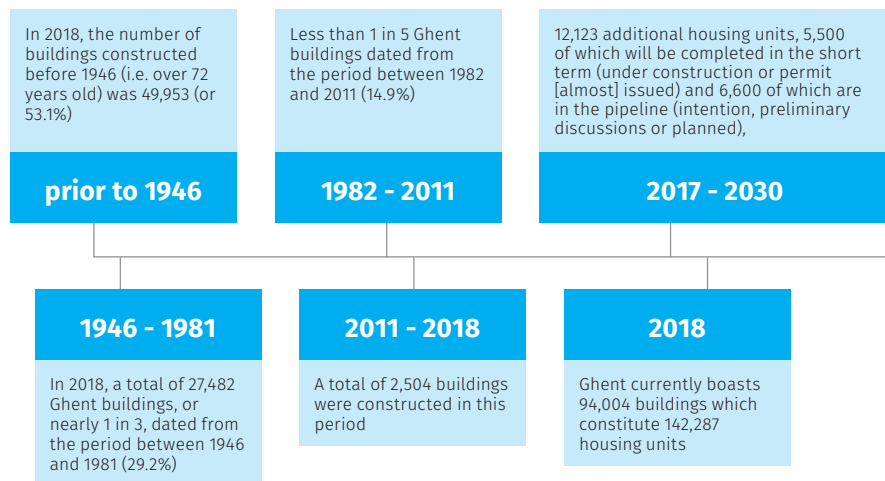 In 2018, the number of
buildings constructed
before 1946 (i.e. over 72
years old) was 49,953 (or
53.1%)
prior to 1946
Less than 1 in 5 Ghent
buildings dated from
the period between 1982
and 2011 (14.9%)
1982 - 2011
12,123 additional housing units, 5,500
of which will be completed in the short
term (under construction or permit
[almost] issued) and 6,600 of which are
in the pipeline (intention, preliminary
discussions or planned),
2017 - 2030
1946 - 1981
In 2018, a total of 27,482
Ghent buildings, or
nearly 1 in 3, dated from
the period between 1946
and 1981 (29.2%)
2011 - 2018
A total of 2,504 buildings
were constructed in this
period
2018
Ghent currently boasts
94,004 buildings which
constitute 142,287
housing units